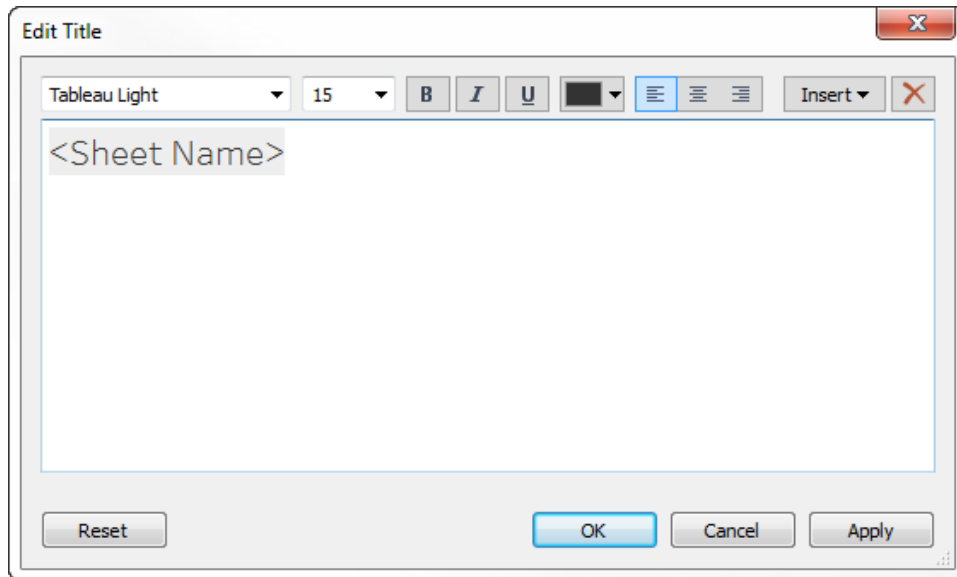 Edit Title
Tableau Light 15 B I U Insert
<Sheet Name>
Reset OK Cancel Apply